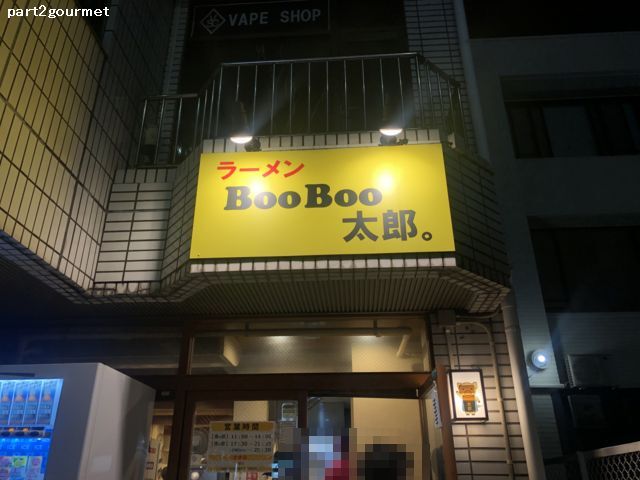 part2gourmet
VAPE SHOP
ラーメン
BooBoo
太郎。
営業時間